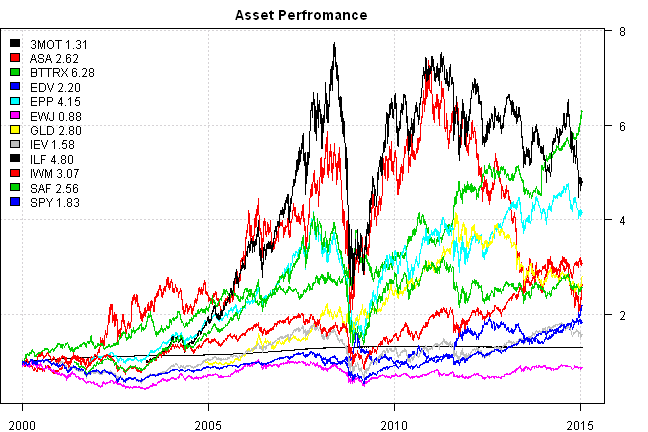 Asset Perfromance
3MOT 1.31
ASA 2.62
BTTRX 6.28
EDV 2.20
EPP 4.15
EWJ 0.88
GLD 2.80
IEV 1.58
ILF 4.80
IWM 3.07
SAF 2.56
SPY 1.83
8
6
4
2
2000 2005 2010 2015